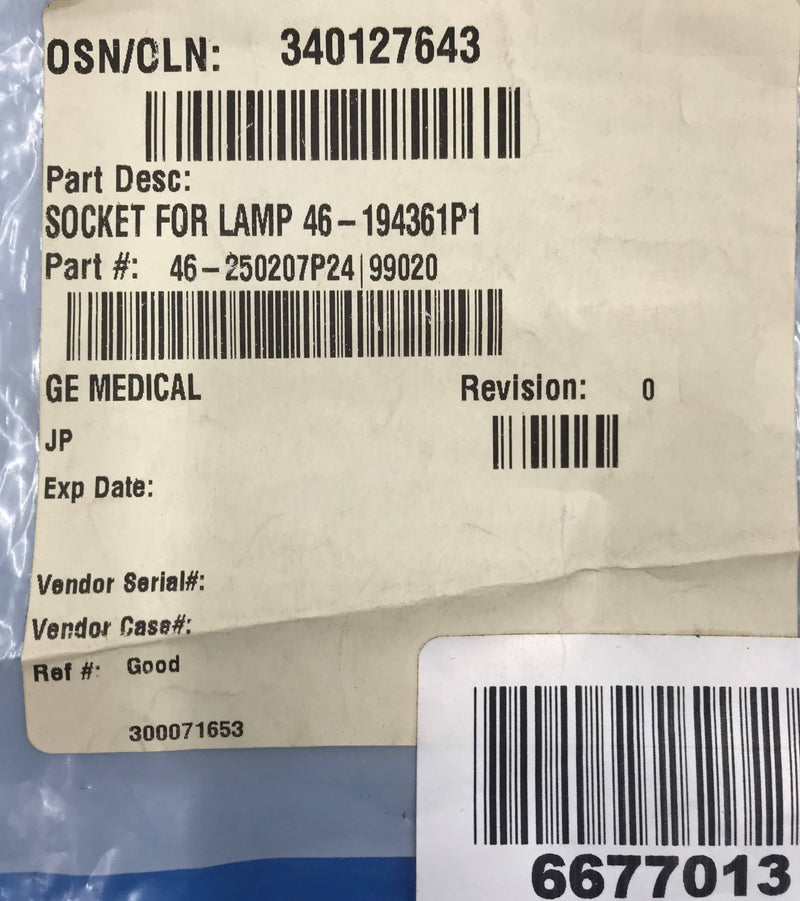 OSN/CLN: 340127643
Part Desc:
SOCKET FOR LAMP 46-194361P1
Part #: 46-250207P24|99020
GE MEDICAL Revision: 0
JP
Exp Date:
Vendor Serial#:
Vendor Case#:
Ref #: Good
300071653
6677013